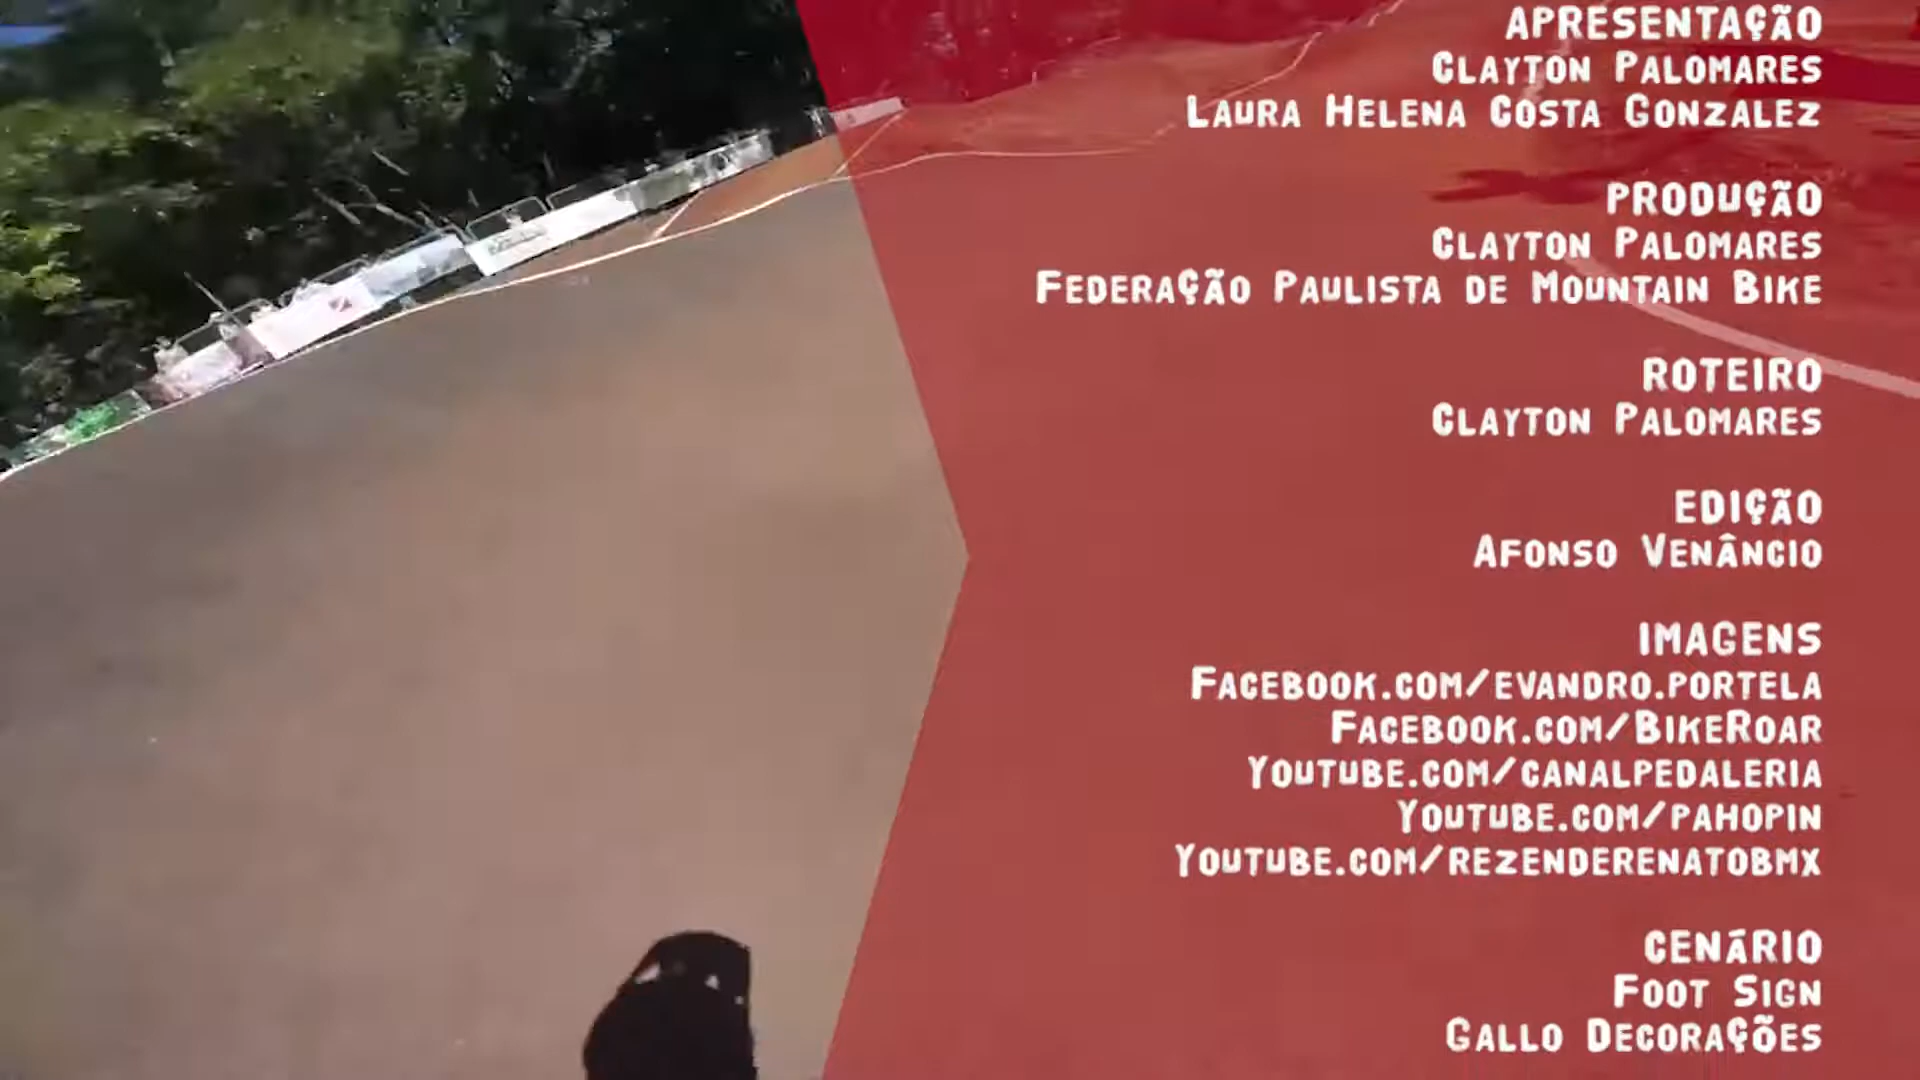 APRESENTAÇÃO
CLAYTON PALOMARES
LAURA HELENA COSTA GONZALEZ
PRODUÇÃO
CLAYTON PALOMARES
FEDERAÇÃO PAULISTA DE MOUNTAIN BIKE
ROTEIRO
CLAYTON PALOMARES
EDIÇÃO
AFONSO VENÂNCIO
IMAGENS
FACEBOOK.COM/EVANDRO.PORTELA
FACEBOOK.COM/BIKEROAR
YOUTUBE.COM/CANALPEDALERIA
YOUTUBE.COM/PAHOPIN
YOUTUBE.COM/REZENDERENATOBMX
CENÁRIO
FOOT SIGN
GALLO DECORAÇÕES